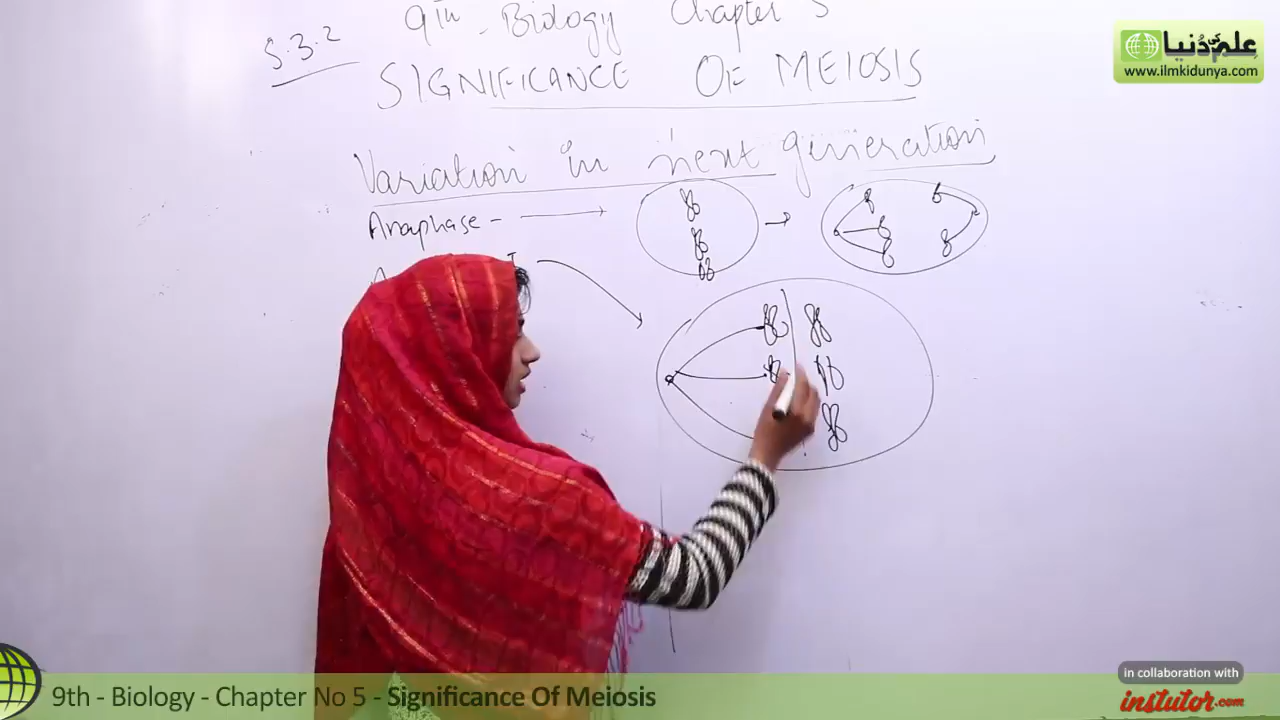 9th - Biology Chapter 5
5.3.2
SIGNIFICANCE OF MEIOSIS
Variation in next generation
Anaphase -
I
علم کی دُنیا
www.ilmkidunya.com
9th - Biology - Chapter No 5 - Significance Of Meiosis
in collaboration with
instutor.com